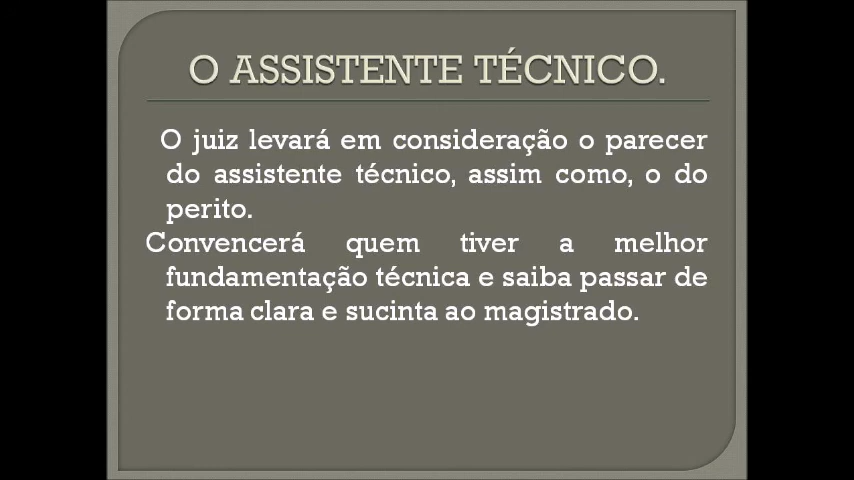 O ASSISTENTE TÉCNICO.
O juiz levará em consideração o parecer
do assistente técnico, assim como, o do
perito.
Convencerá quem tiver a melhor
fundamentação técnica e saiba passar de
forma clara e sucinta ao magistrado.